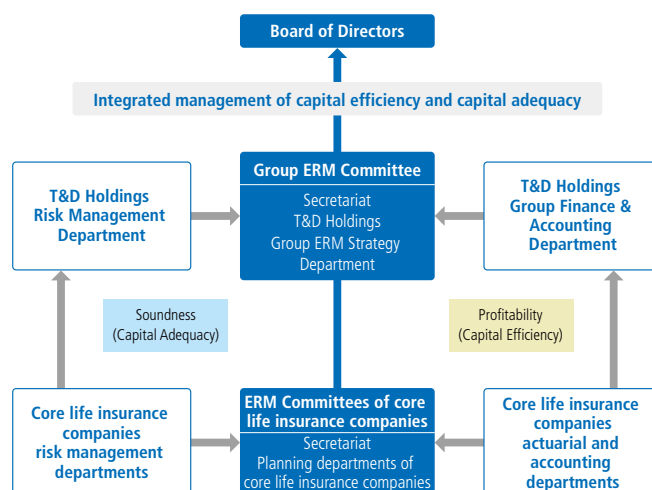 Board of Directors
Integrated management of capital efficiency and capital adequacy
Group ERM Committee
Secretariat
T&D Holdings
Group ERM Strategy
Department
T&D Holdings
Risk Management
Department
T&D Holdings
Group Finance &
Accounting
Department
Soundness
(Capital Adequacy)
Profitability
(Capital Efficiency)
Core life insurance
companies
risk management
departments
ERM Committees of core
life insurance companies
Secretariat
Planning departments of
core life insurance companies
Core life insurance
companies
actuarial and
accounting
departments